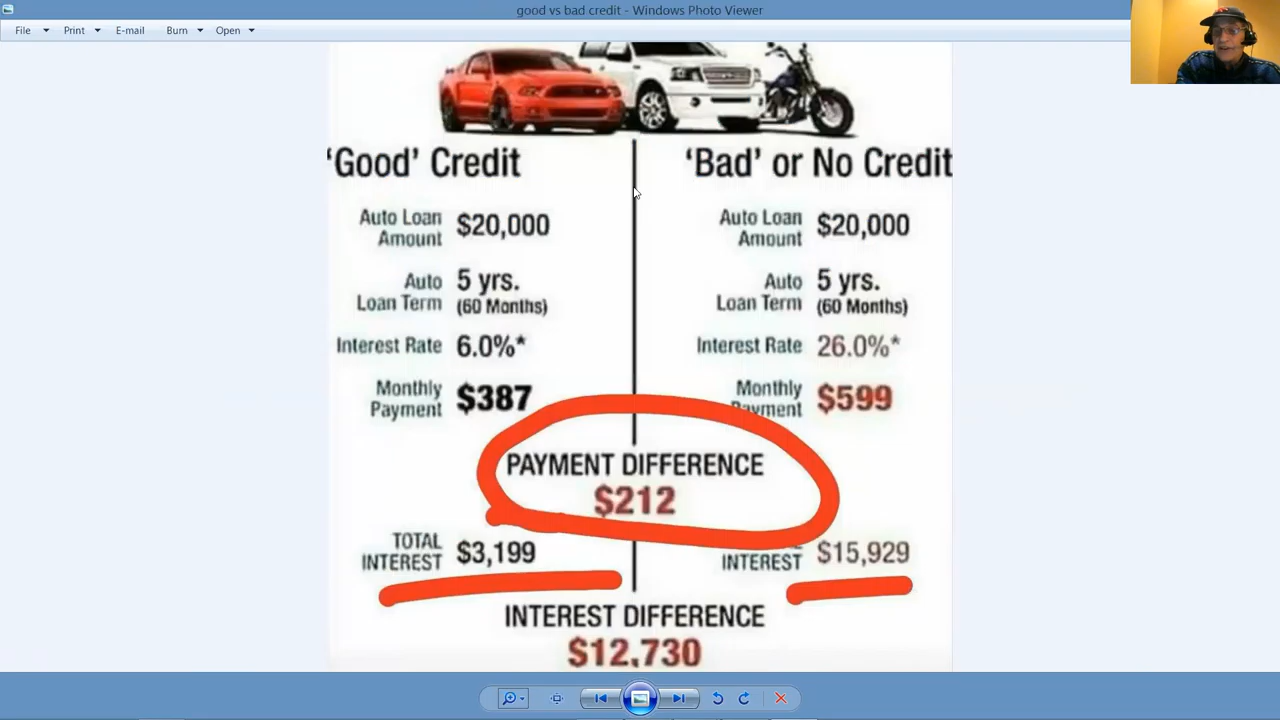 good vs bad credit - Windows Photo Viewer
File Print E-mail Burn Open
'Good' Credit
Auto Loan Amount $20,000
Auto Loan Term 5 yrs. (60 Months)
Interest Rate 6.0%*
Monthly Payment $387
'Bad' or No Credit
Auto Loan Amount $20,000
Auto Loan Term 5 yrs. (60 Months)
Interest Rate 26.0%*
Monthly Payment $599
PAYMENT DIFFERENCE
$212
TOTAL INTEREST $3,199
INTEREST $15,929
INTEREST DIFFERENCE
$12,730